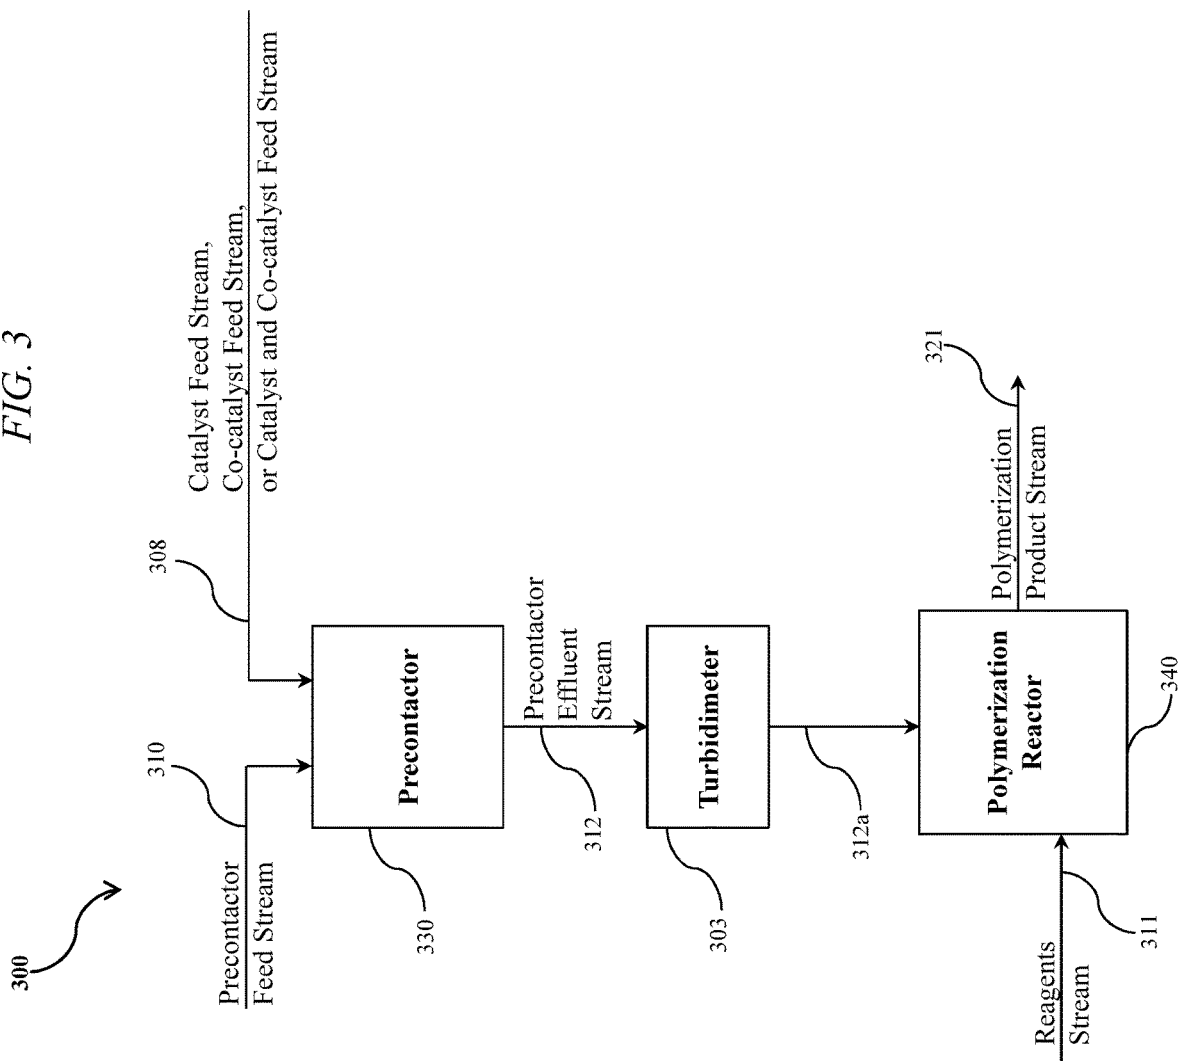 FIG. 3
300
Catalyst Feed Stream,
Co-catalyst Feed Stream,
or Catalyst and Co-catalyst Feed Stream
308
310
Precontactor
Feed Stream
Precontactor
330
Precontactor
Effluent
Stream
312
Turbidimeter
303
312a
321
Polymerization
Product Stream
Polymerization
Reactor
340
Reagents
Stream
311